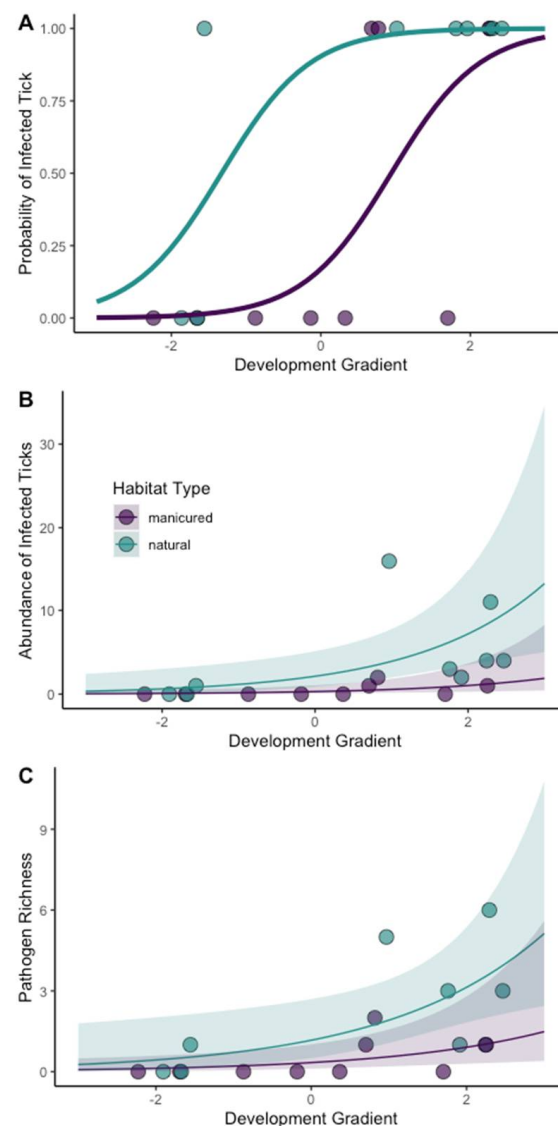 A
Probability of Infected Tick
1.00
0.75
0.50
0.25
0.00
-2
0
2
Development Gradient
B
Abundance of Infected Ticks
30
20
10
0
Habitat Type
manicured
natural
-2
0
2
Development Gradient
C
Pathogen Richness
9
6
3
0
-2
0
2
Development Gradient